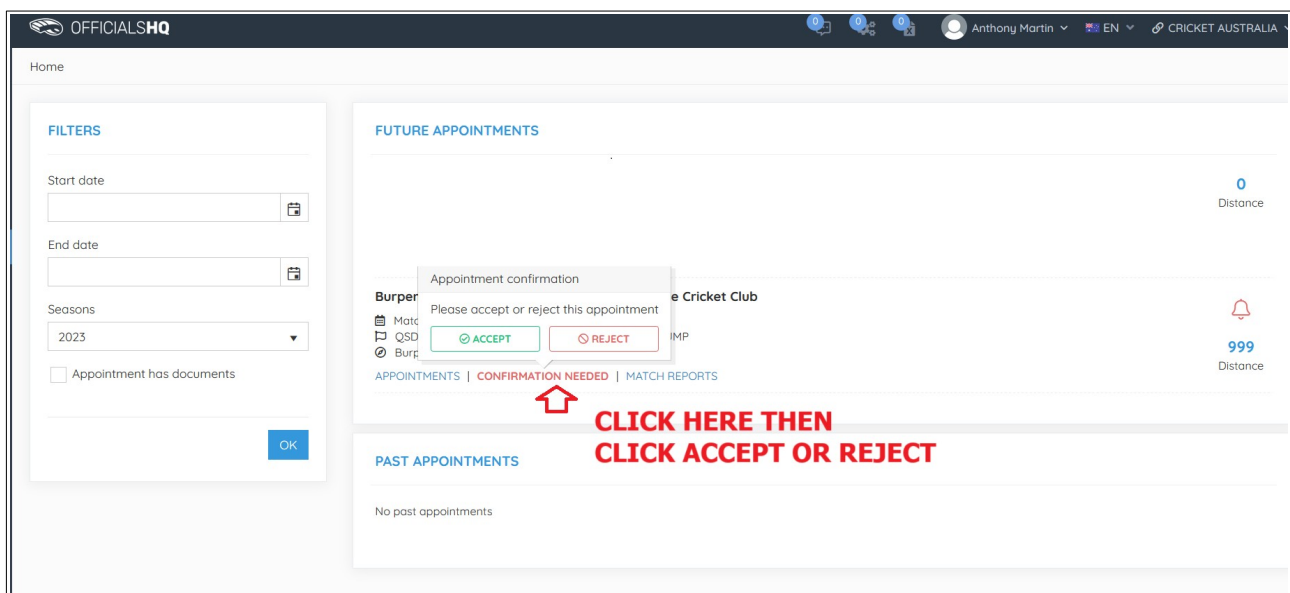 OFFICIALSHQ
0 0 0 Anthony Martin EN CRICKET AUSTRALIA
Home
FILTERS
Start date
End date
Seasons
2023
Appointment has documents
OK
FUTURE APPOINTMENTS
0
Distance
Appointment confirmation
Please accept or reject this appointment
ACCEPT REJECT
Cricket Club
QSD
999
Distance
APPOINTMENTS | CONFIRMATION NEEDED | MATCH REPORTS
CLICK HERE THEN
CLICK ACCEPT OR REJECT
PAST APPOINTMENTS
No past appointments